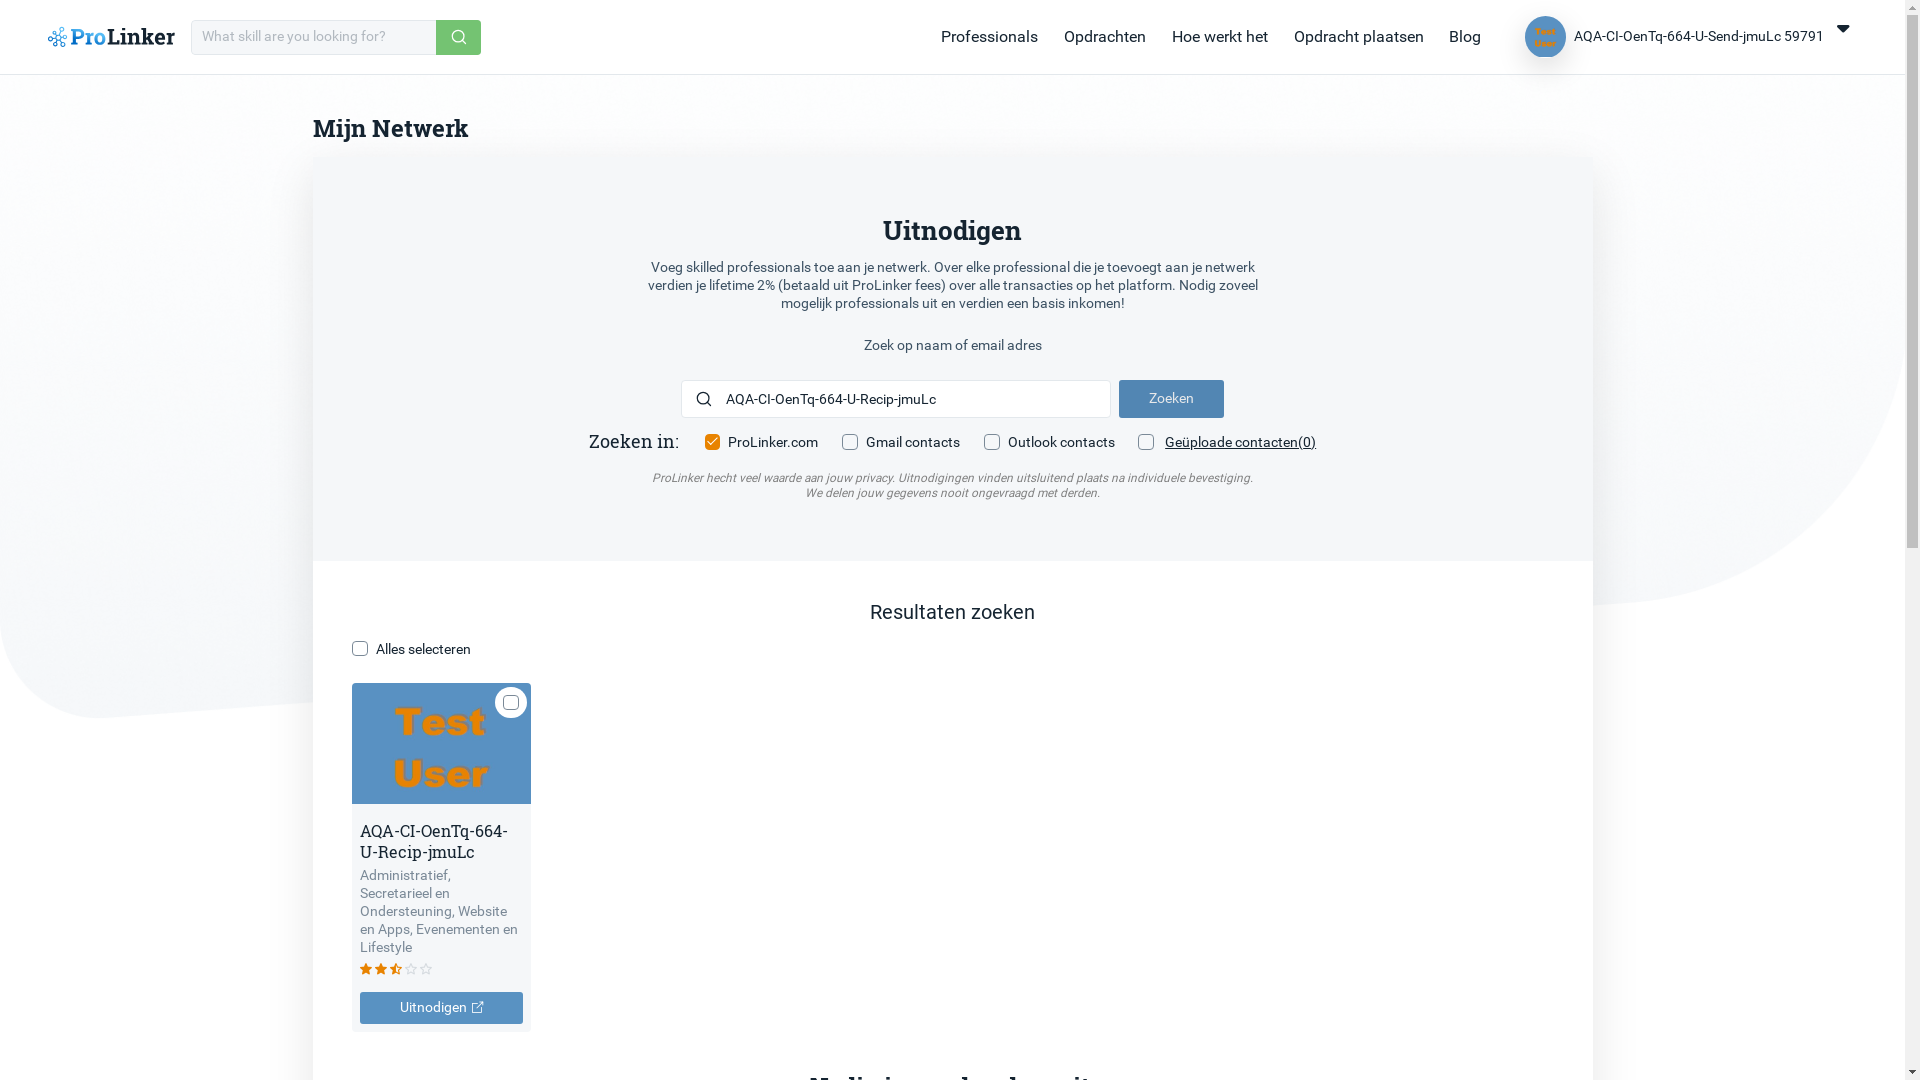 ProLinker
What skill are you looking for?
Professionals
Opdrachten
Hoe werkt het
Opdracht plaatsen
Blog
Test
User
AQA-CI-OenTq-664-U-Send-jmuLc 59791
Mijn Netwerk
Uitnodigen
Voeg skilled professionals toe aan je netwerk. Over elke professional die je toevoegt aan je netwerk
verdien je lifetime 2% (betaald uit ProLinker fees) over alle transacties op het platform. Nodig zoveel
mogelijk professionals uit en verdien een basis inkomen!
Zoek op naam of email adres
AQA-CI-OenTq-664-U-Recip-jmuLc
Zoeken
Zoeken in:
ProLinker.com
Gmail contacts
Outlook contacts
Geüploade contacten(0)
ProLinker hecht veel waarde aan jouw privacy. Uitnodigingen vinden uitsluitend plaats na individuele bevestiging.
We delen jouw gegevens nooit ongevraagd met derden.
Resultaten zoeken
Alles selecteren
Test
User
AQA-CI-OenTq-664-
U-Recip-jmuLc
Administratief,
Secretarieel en
Ondersteuning, Website
en Apps, Evenementen en
Lifestyle
Uitnodigen